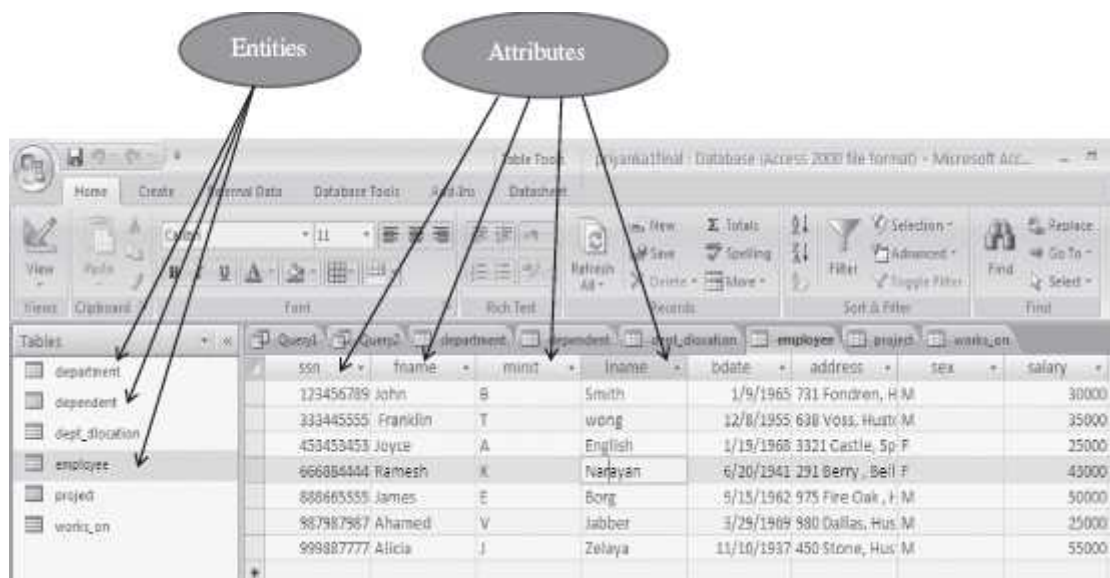 Entities Attributes
Table Tools priyanka1final : Database (Access 2000 file format) - Microsoft Acc...
Home Create External Data Database Tools Add-Ins Datasheet
View Paste Calibri 11 B I U A Refresh All New Save Delete Σ Totals Spelling More Filter Selection Advanced Toggle Filter Find Replace Go To Select
Views Clipboard Font Rich Text Records Sort & Filter Find
Tables « Query1 Query2 department dependent dept_dlocation employee project works_on
department
dependent
dept_dlocation
employee
project
works_on
ssn fname minit lname bdate address sex salary
123456789 John B Smith 1/9/1965 731 Fondren, H M 30000
333445555 Franklin T wong 12/8/1955 638 Voss, Husto M 35000
453453453 Joyce A English 1/19/1968 3321 Castle, Sp F 25000
666884444 Ramesh K Narayan 6/20/1941 291 Berry , Bell F 43000
888665555 James E Borg 9/15/1962 975 Fire Oak , H M 50000
987987987 Ahamed V Jabber 3/29/1969 980 Dallas, Hus M 25000
999887777 Alicia J Zelaya 11/10/1937 450 Stone, Hus M 55000